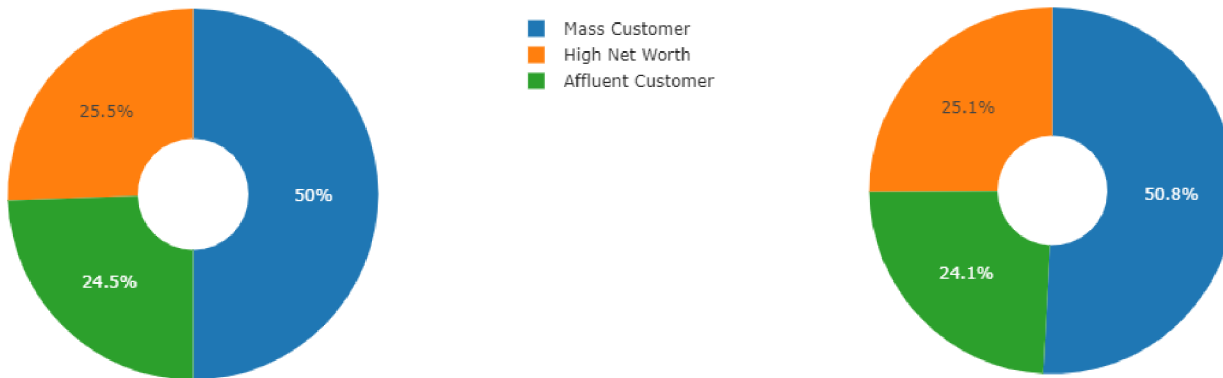 Mass Customer
High Net Worth
Affluent Customer
25.5%
50%
24.5%
25.1%
50.8%
24.1%